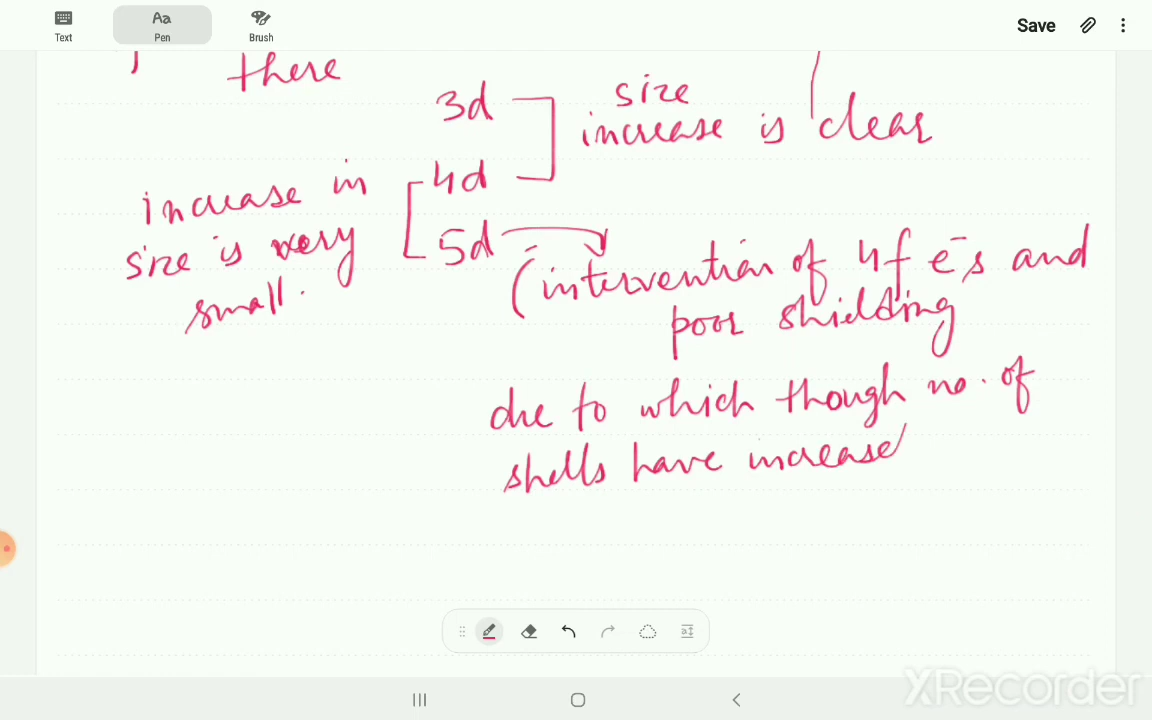 Text
Aa
Pen
Brush
Save
there
3d
size
increase is clear
increase in
size is very
small.
4d
5d
(intervention of 4f e⁻s and
poor shielding
due to which though no. of
shells have increase
XRecorder